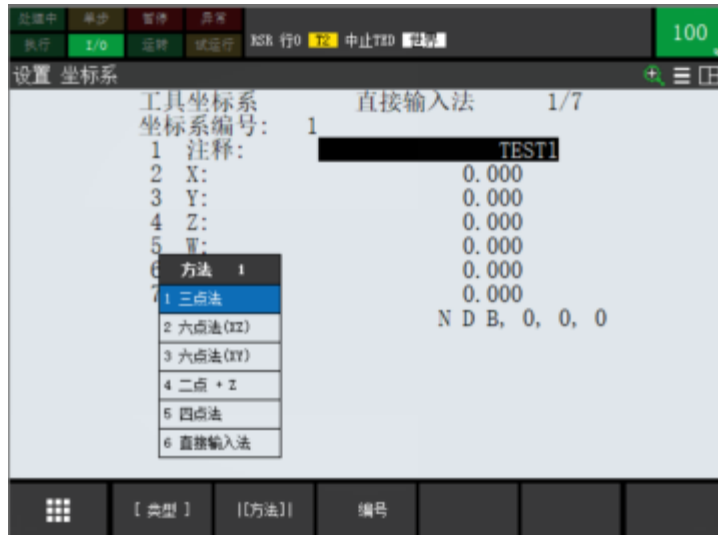 处理中 单步 暂停 异常
执行 I/O 运转 试运行 RSR 行0 T2 中止TED 世界 100
设置 坐标系
工具坐标系 直接输入法 1/7
坐标系编号: 1
1 注释: TEST1
2 X: 0.000
3 Y: 0.000
4 Z: 0.000
5 W: 0.000
6 0.000
7 0.000
N D B, 0, 0, 0
方法 1
1 三点法
2 六点法(XZ)
3 六点法(XY)
4 二点 + Z
5 四点法
6 直接输入法
[ 类型 ] |[方法]| 编号